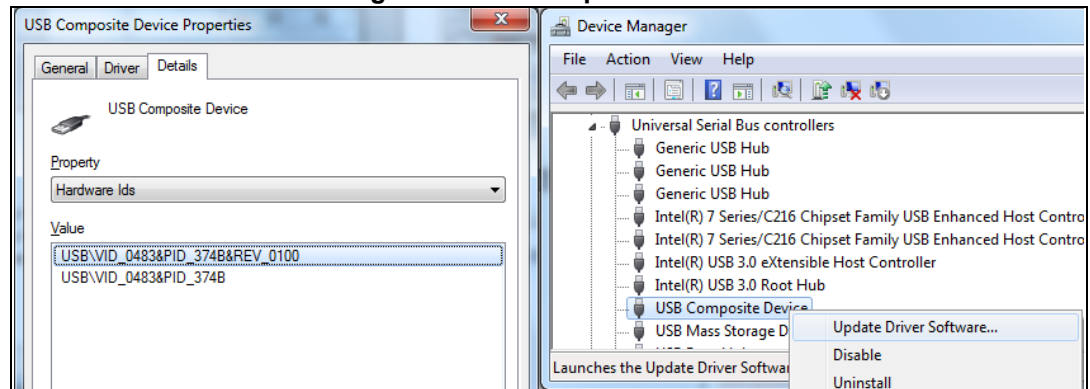 USB Composite Device Properties
General Driver Details
USB Composite Device
Property
Hardware Ids
Value
USB\VID_0483&PID_374B&REV_0100
USB\VID_0483&PID_374B
Device Manager
File Action View Help
Universal Serial Bus controllers
Generic USB Hub
Generic USB Hub
Generic USB Hub
Intel(R) 7 Series/C216 Chipset Family USB Enhanced Host Contro
Intel(R) 7 Series/C216 Chipset Family USB Enhanced Host Contro
Intel(R) USB 3.0 eXtensible Host Controller
Intel(R) USB 3.0 Root Hub
USB Composite Device
USB Mass Storage D
Update Driver Software...
Disable
Uninstall
Launches the Update Driver Softwa